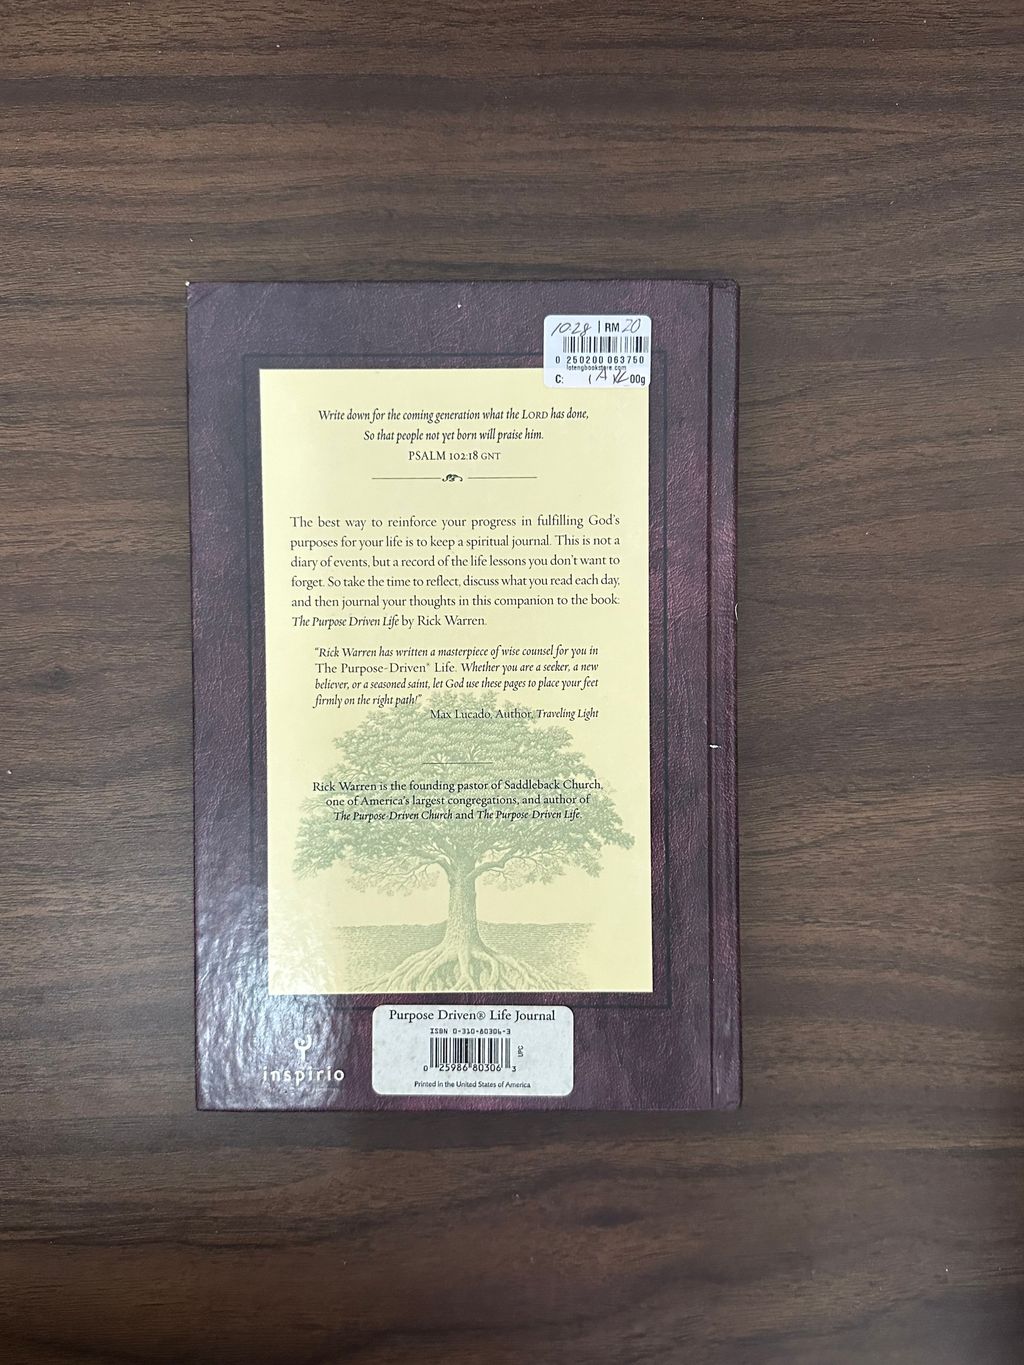 1028 | RM 20
0 250200 063750
lotengbookstore.com
C: 00g
Write down for the coming generation what the LORD has done,
So that people not yet born will praise him.
PSALM 102:18 GNT
The best way to reinforce your progress in fulfilling God's
purposes for your life is to keep a spiritual journal. This is not a
diary of events, but a record of the life lessons you don't want to
forget. So take the time to reflect, discuss what you read each day,
and then journal your thoughts in this companion to the book:
The Purpose Driven Life by Rick Warren.
"Rick Warren has written a masterpiece of wise counsel for you in
The Purpose-Driven® Life. Whether you are a seeker, a new
believer, or a seasoned saint, let God use these pages to place your feet
firmly on the right path!"
Max Lucado, Author, Traveling Light
Rick Warren is the founding pastor of Saddleback Church,
one of America's largest congregations, and author of
The Purpose-Driven Church and The Purpose-Driven Life.
Purpose Driven® Life Journal
ISBN 0-310-80306-3
UPC
0 25986 80306 3
Printed in the United States of America
inspirio